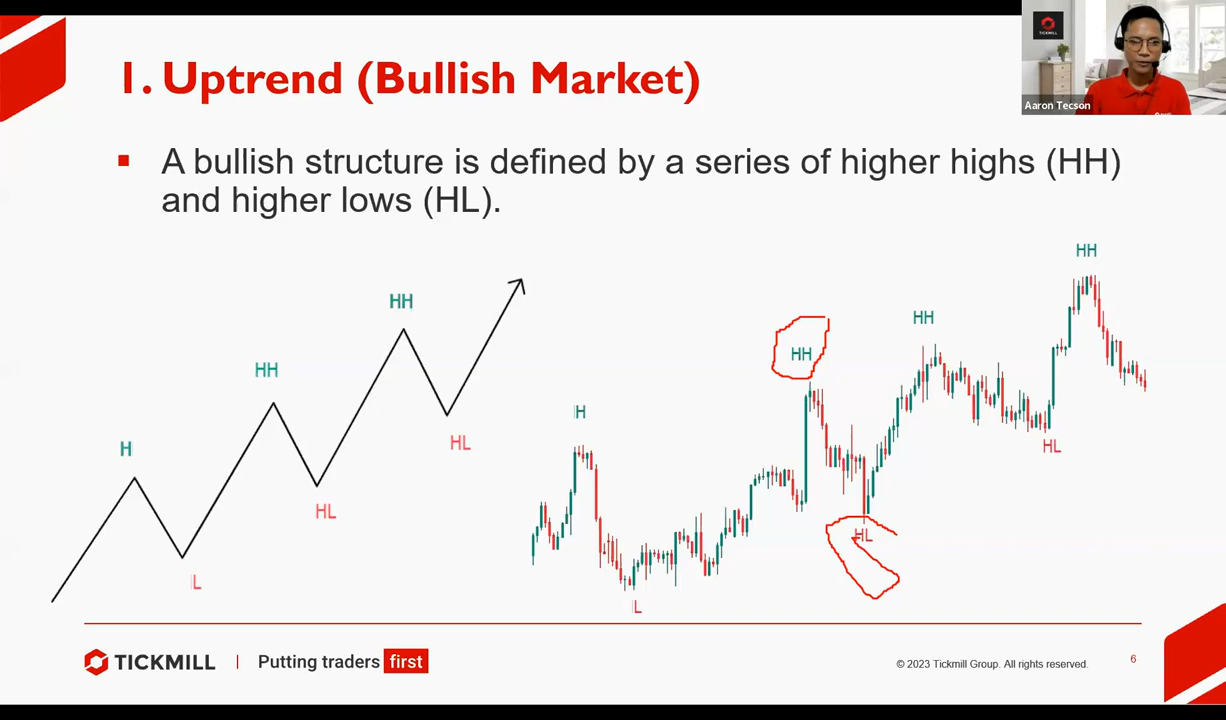 1. Uptrend (Bullish Market)
TICKMILL
Aaron Tecson
A bullish structure is defined by a series of higher highs (HH)
and higher lows (HL).
H
HH
HH
L
HL
HL
H
HH
HH
HH
L
HL
HL
TICKMILL | Putting traders first
© 2023 Tickmill Group. All rights reserved.
6